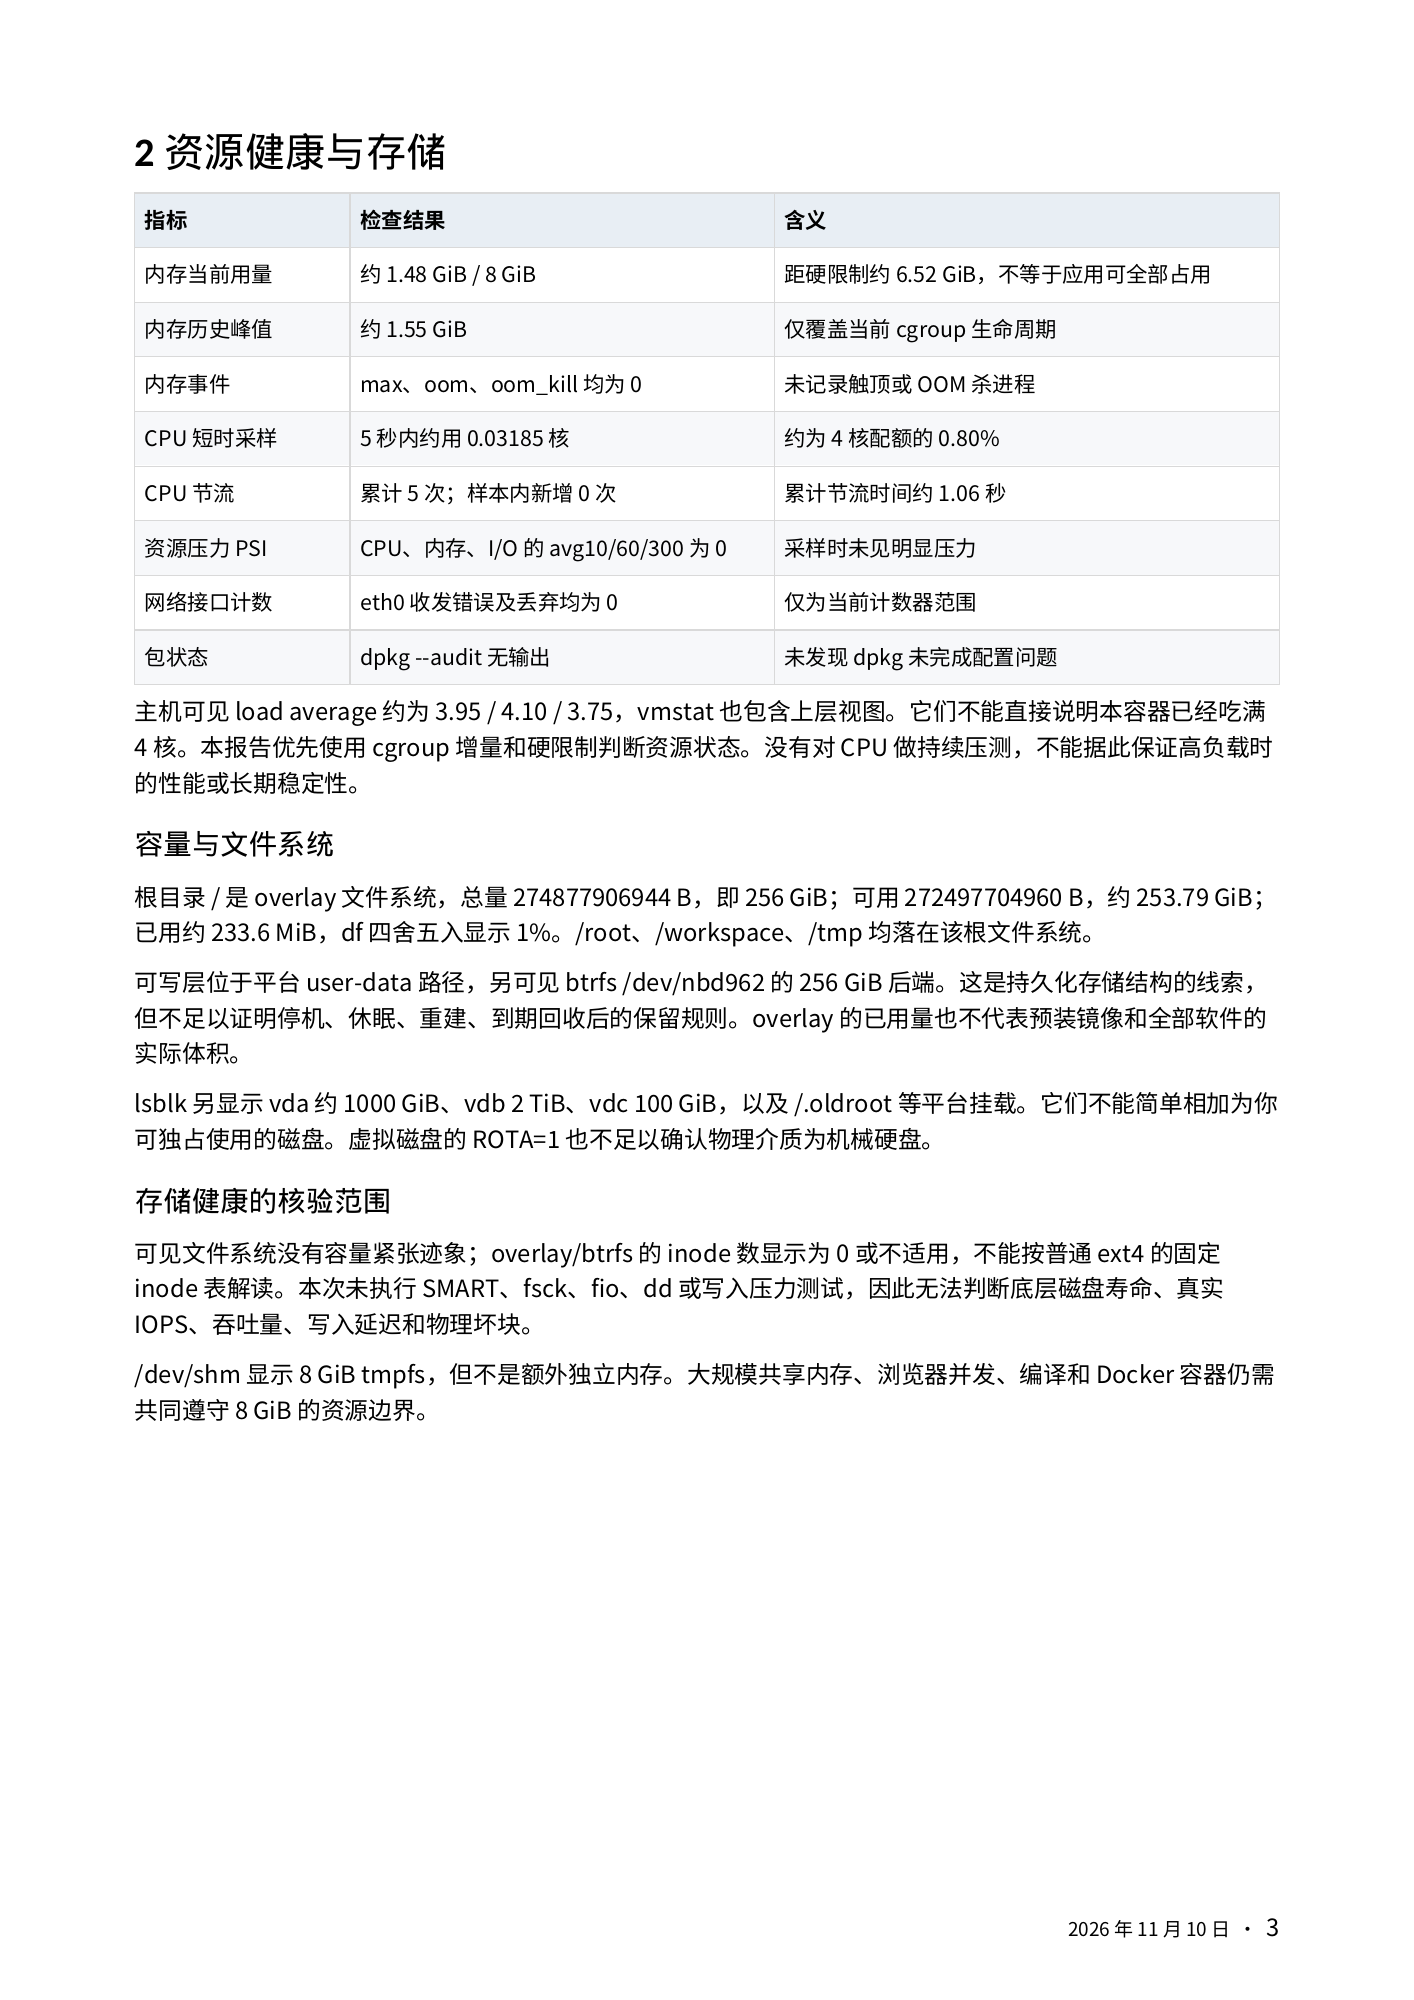 2 资源健康与存储
指标 检查结果 含义
内存当前用量 约 1.48 GiB / 8 GiB 距硬限制约 6.52 GiB，不等于应用可全部占用
内存历史峰值 约 1.55 GiB 仅覆盖当前 cgroup 生命周期
内存事件 max、oom、oom_kill 均为 0 未记录触顶或 OOM 杀进程
CPU 短时采样 5 秒内约用 0.03185 核 约为 4 核配额的 0.80%
CPU 节流 累计 5 次；样本内新增 0 次 累计节流时间约 1.06 秒
资源压力 PSI CPU、内存、I/O 的 avg10/60/300 为 0 采样时未见明显压力
网络接口计数 eth0 收发错误及丢弃均为 0 仅为当前计数器范围
包状态 dpkg --audit 无输出 未发现 dpkg 未完成配置问题
主机可见 load average 约为 3.95 / 4.10 / 3.75，vmstat 也包含上层视图。它们不能直接说明本容器已经吃满
4 核。本报告优先使用 cgroup 增量和硬限制判断资源状态。没有对 CPU 做持续压测，不能据此保证高负载时
的性能或长期稳定性。
容量与文件系统
根目录 / 是 overlay 文件系统，总量 274877906944 B，即 256 GiB；可用 272497704960 B，约 253.79 GiB；
已用约 233.6 MiB，df 四舍五入显示 1%。/root、/workspace、/tmp 均落在该根文件系统。
可写层位于平台 user-data 路径，另可见 btrfs /dev/nbd962 的 256 GiB 后端。这是持久化存储结构的线索，
但不足以证明停机、休眠、重建、到期回收后的保留规则。overlay 的已用量也不代表预装镜像和全部软件的
实际体积。
lsblk 另显示 vda 约 1000 GiB、vdb 2 TiB、vdc 100 GiB，以及 /.oldroot 等平台挂载。它们不能简单相加为你
可独占使用的磁盘。虚拟磁盘的 ROTA=1 也不足以确认物理介质为机械硬盘。
存储健康的核验范围
可见文件系统没有容量紧张迹象；overlay/btrfs 的 inode 数显示为 0 或不适用，不能按普通 ext4 的固定
inode 表解读。本次未执行 SMART、fsck、fio、dd 或写入压力测试，因此无法判断底层磁盘寿命、真实
IOPS、吞吐量、写入延迟和物理坏块。
/dev/shm 显示 8 GiB tmpfs，但不是额外独立内存。大规模共享内存、浏览器并发、编译和 Docker 容器仍需
共同遵守 8 GiB 的资源边界。
2026 年 11 月 10 日 • 3